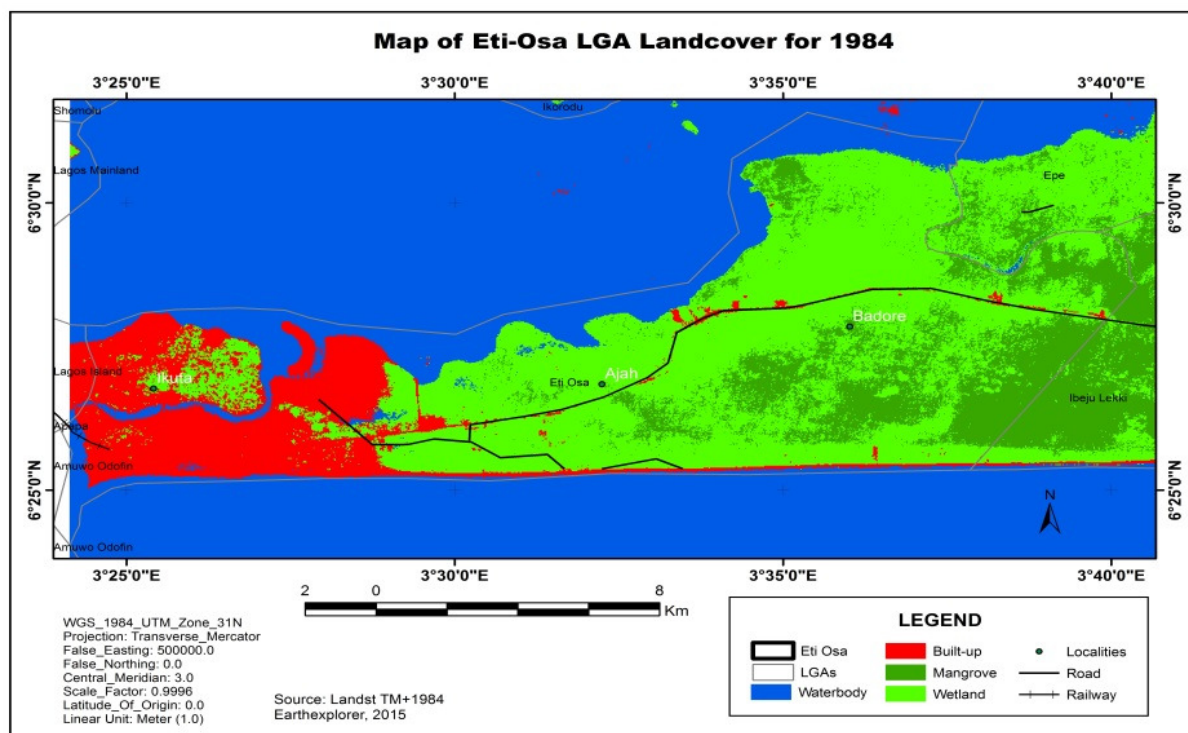 Map of Eti-Osa LGA Landcover for 1984
3°25'0"E 3°30'0"E 3°35'0"E 3°40'0"E
Shomolu
Ikorodu
Lagos Mainland
Epe
6°30'0"N 6°30'0"N
Badore
Lagos Island
Ikuta
Eti Osa
Ajah
Ibeju Lekki
Apapa
Amuwo Odofin
6°25'0"N 6°25'0"N
N
Amuwo Odofin
3°25'0"E 3°30'0"E 3°35'0"E 3°40'0"E
2 0 8
Km
WGS_1984_UTM_Zone_31N
Projection: Transverse_Mercator
False_Easting: 500000.0
False_Northing: 0.0
Central_Meridian: 3.0
Scale_Factor: 0.9996
Latitude_Of_Origin: 0.0
Linear Unit: Meter (1.0)
Source: Landst TM+1984
Earthexplorer, 2015
LEGEND
Eti Osa Built-up Localities
LGAs Mangrove Road
Waterbody Wetland Railway